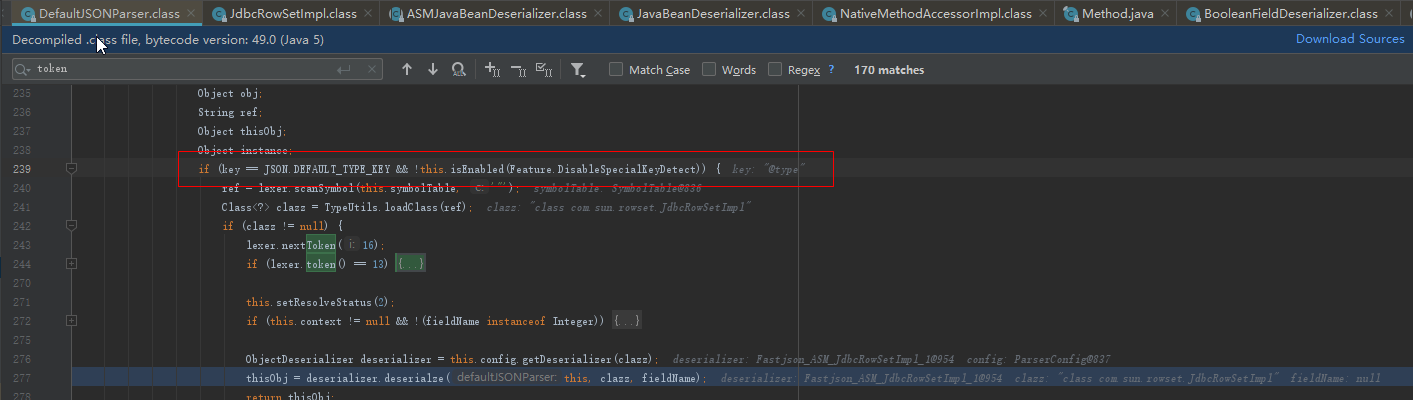 DefaultJSONParser.class × JdbcRowSetImpl.class × ASMJavaBeanDeserializer.class × JavaBeanDeserializer.class × NativeMethodAccessorImpl.class × Method.java × BooleanFieldDeserializer.class ×
Decompiled .class file, bytecode version: 49.0 (Java 5) Download Sources
token Match Case Words Regex ? 170 matches
235 Object obj;
236 String ref;
237 Object thisObj;
238 Object instance;
239 if (key == JSON.DEFAULT_TYPE_KEY && !this.isEnabled(Feature.DisableSpecialKeyDetect)) { key: "@type"
240 ref = lexer.scanSymbol(this.symbolTable, c: '"'); symbolTable: SymbolTable@836
241 Class<?> clazz = TypeUtils.loadClass(ref); clazz: "class com.sun.rowset.JdbcRowSetImpl"
242 if (clazz != null) {
243 lexer.nextToken( i: 16);
244 if (lexer.token() == 13) {...}
270
271 this.setResolveStatus(2);
272 if (this.context != null && !(fieldName instanceof Integer)) {...}
275
276 ObjectDeserializer deserializer = this.config.getDeserializer(clazz); deserializer: Fastjson_ASM_JdbcRowSetImpl_1@954 config: ParserConfig@837
277 thisObj = deserializer.deserialze( defaultJSONParser: this, clazz, fieldName); deserializer: Fastjson_ASM_JdbcRowSetImpl_1@954 clazz: "class com.sun.rowset.JdbcRowSetImpl" fieldName: null
278 return thisObj;